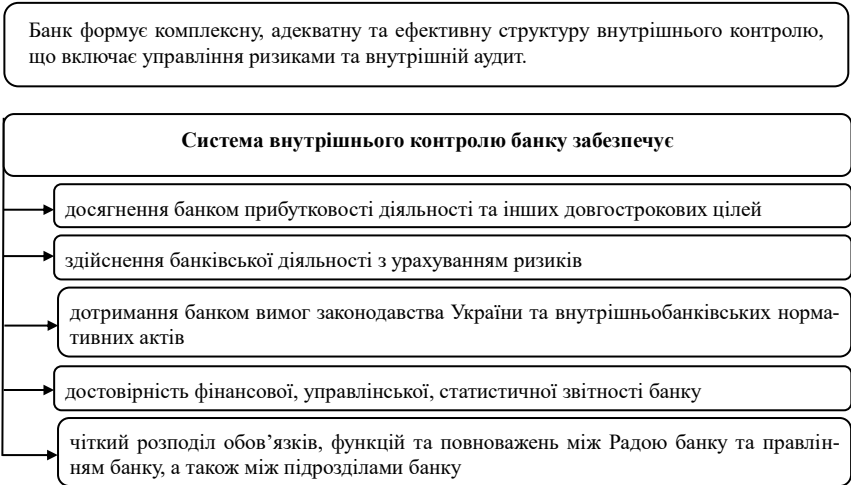 Банк формує комплексну, адекватну та ефективну структуру внутрішнього контролю,
що включає управління ризиками та внутрішній аудит.
Система внутрішнього контролю банку забезпечує
досягнення банком прибутковості діяльності та інших довгострокових цілей
здійснення банківської діяльності з урахуванням ризиків
дотримання банком вимог законодавства України та внутрішньобанківських норма-
тивних актів
достовірність фінансової, управлінської, статистичної звітності банку
чіткий розподіл обов’язків, функцій та повноважень між Радою банку та правлін-
ням банку, а також між підрозділами банку